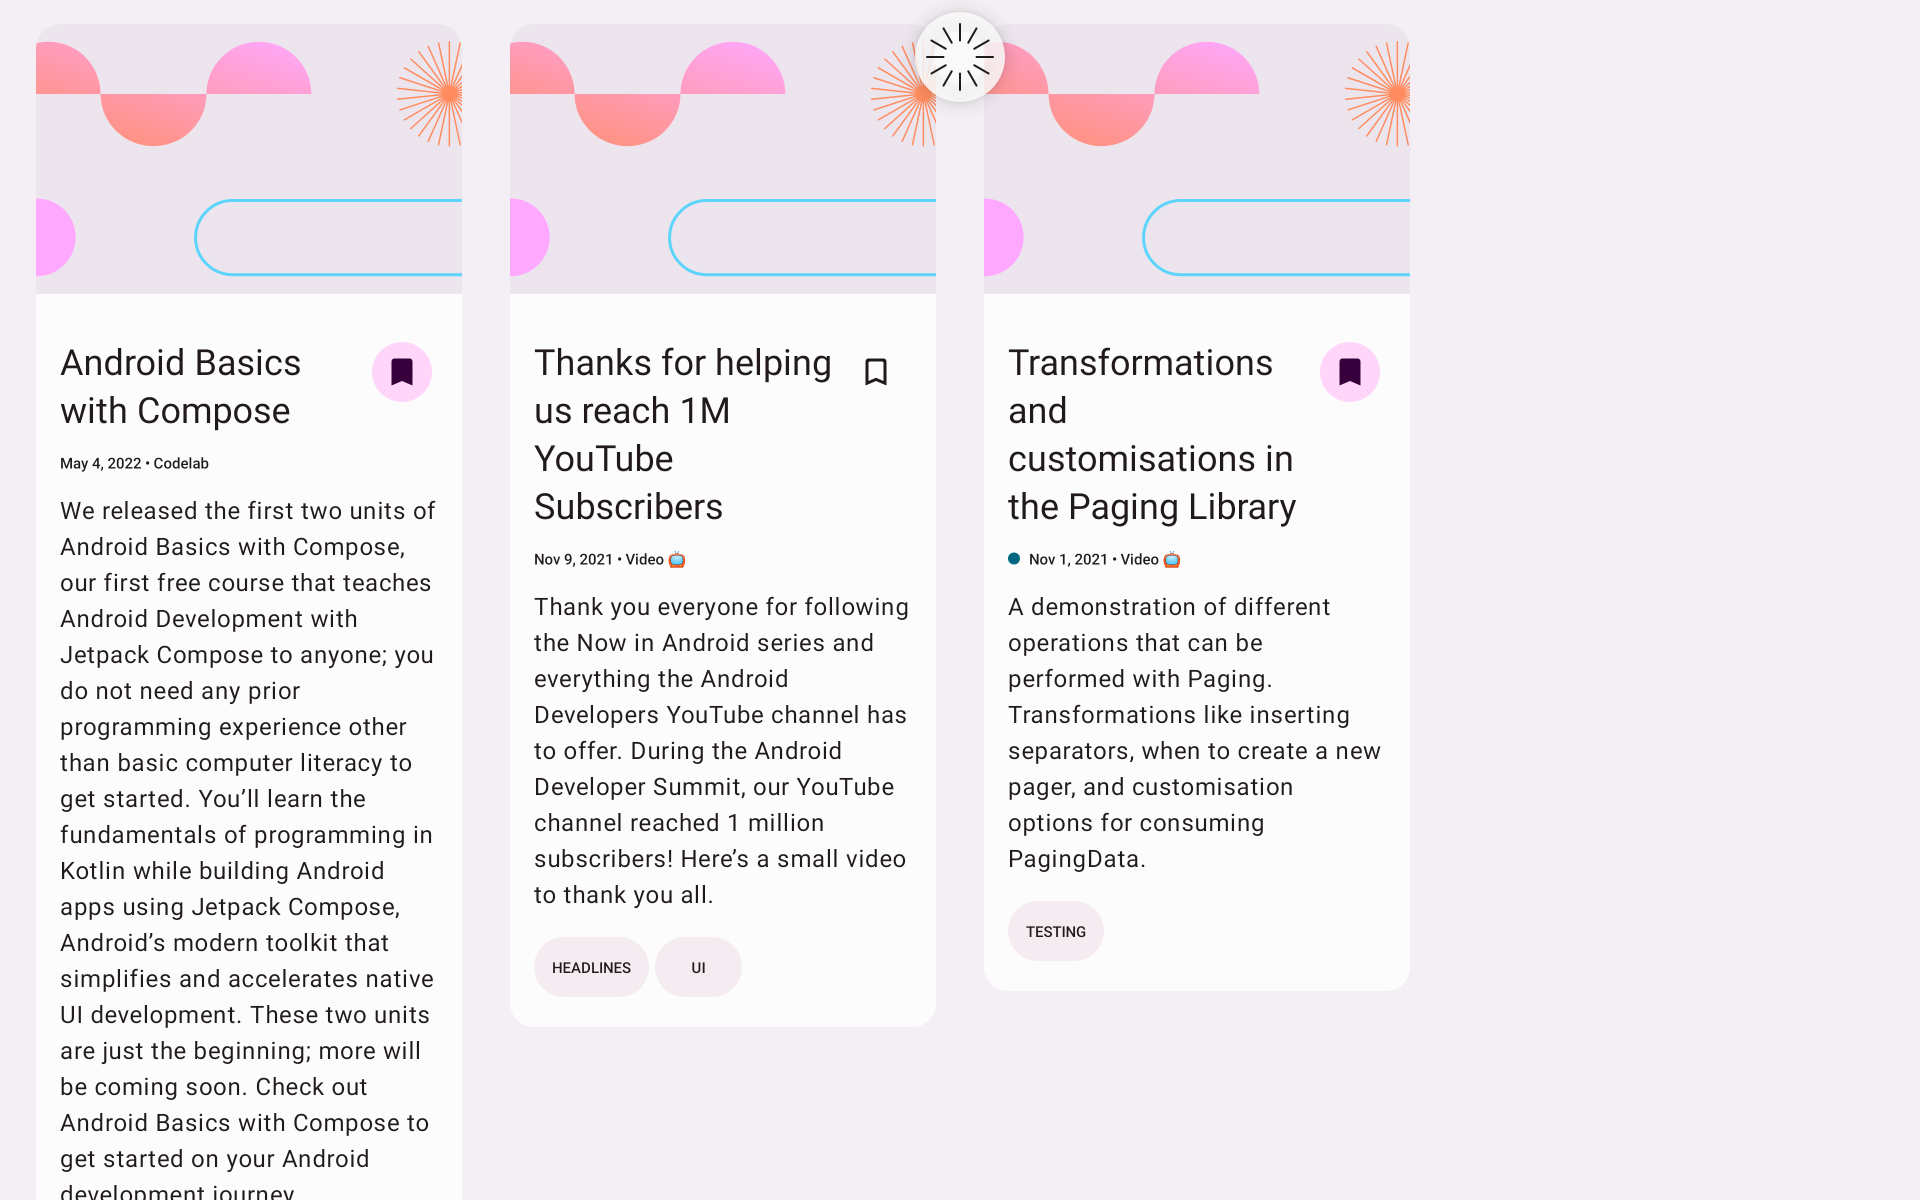 Android Basics
with Compose
May 4, 2022 • Codelab
We released the first two units of
Android Basics with Compose,
our first free course that teaches
Android Development with
Jetpack Compose to anyone; you
do not need any prior
programming experience other
than basic computer literacy to
get started. You’ll learn the
fundamentals of programming in
Kotlin while building Android
apps using Jetpack Compose,
Android’s modern toolkit that
simplifies and accelerates native
UI development. These two units
are just the beginning; more will
be coming soon. Check out
Android Basics with Compose to
get started on your Android
development journey
Thanks for helping
us reach 1M
YouTube
Subscribers
Nov 9, 2021 • Video 📺
Thank you everyone for following
the Now in Android series and
everything the Android
Developers YouTube channel has
to offer. During the Android
Developer Summit, our YouTube
channel reached 1 million
subscribers! Here’s a small video
to thank you all.
HEADLINES
UI
Transformations
and
customisations in
the Paging Library
Nov 1, 2021 • Video 📺
A demonstration of different
operations that can be
performed with Paging.
Transformations like inserting
separators, when to create a new
pager, and customisation
options for consuming
PagingData.
TESTING